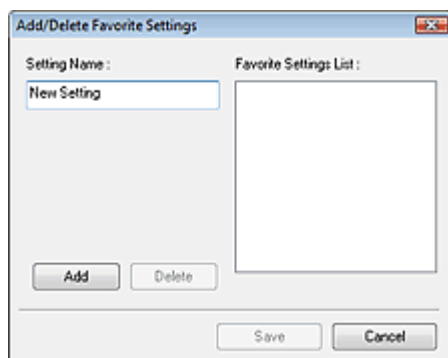 Add/Delete Favorite Settings
Setting Name :
Favorite Settings List :
New Setting
Add
Delete
Save
Cancel